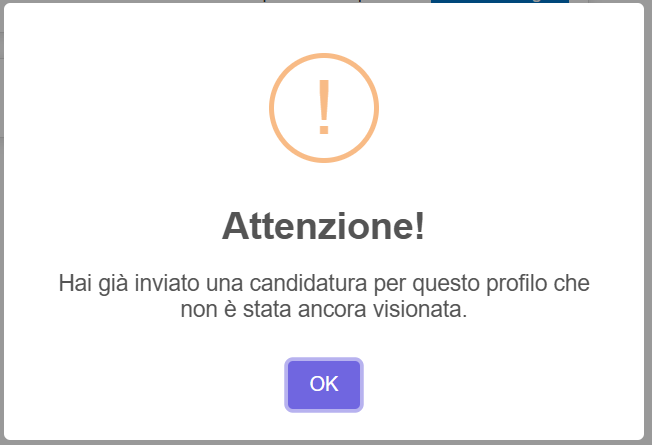 Attenzione!
Hai già inviato una candidatura per questo profilo che
non è stata ancora visionata.
OK